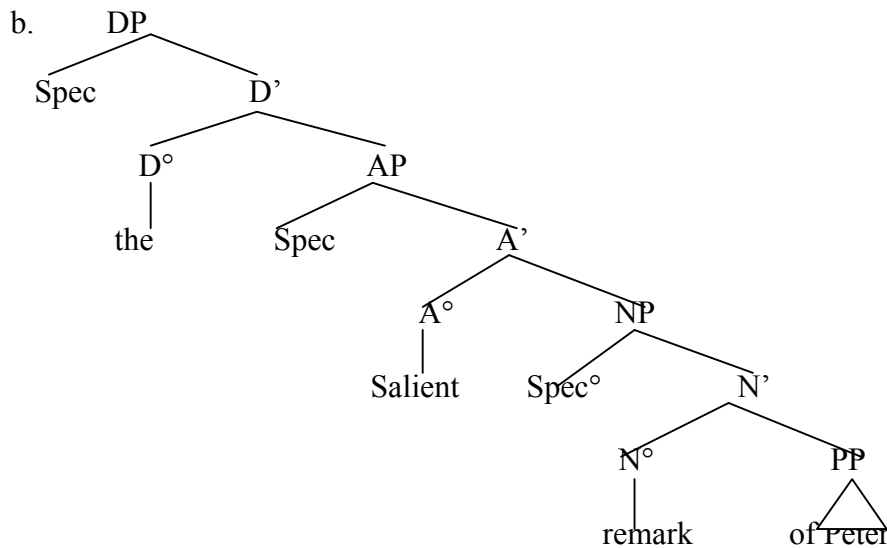 b. DP
Spec D’
D° AP
the Spec A’
A° NP
Salient Spec° N’
N° PP
remark of Peter